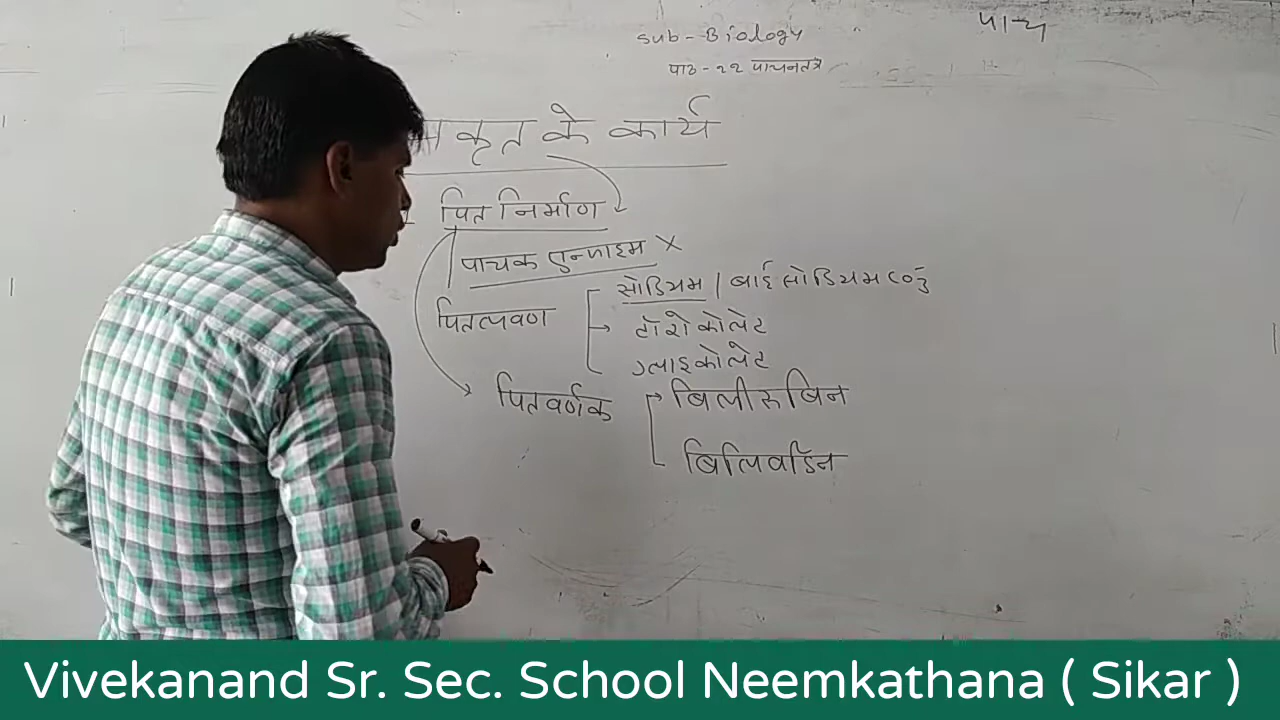 sub-Biology
पाठ-22 पाचनतंत्र
पाच्य
यकृत के कार्य
पित निर्माण
पाचक एन्जाइम ×
सोडियम / बाई सोडियम CO₃
पितलवण
टॉरोकोलेट
ग्लाइकोलेट
पितवर्णक
बिलीरुबिन
बिलिवर्डिन
Vivekanand Sr. Sec. School Neemkathana ( Sikar )